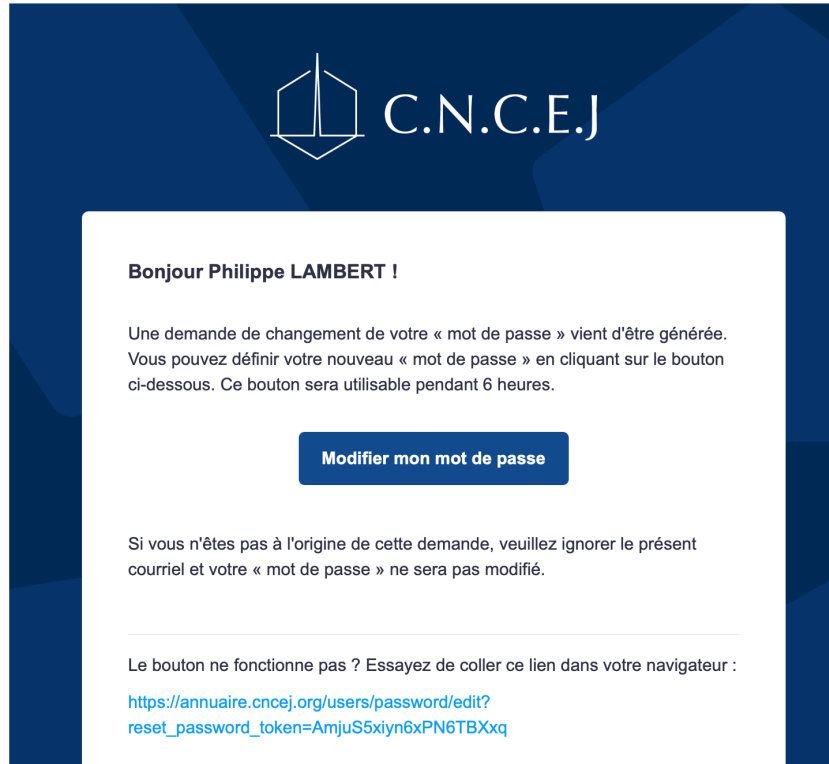 C.N.C.E.J
Bonjour Philippe LAMBERT !
Une demande de changement de votre « mot de passe » vient d'être générée.
Vous pouvez définir votre nouveau « mot de passe » en cliquant sur le bouton
ci-dessous. Ce bouton sera utilisable pendant 6 heures.
Modifier mon mot de passe
Si vous n'êtes pas à l'origine de cette demande, veuillez ignorer le présent
courriel et votre « mot de passe » ne sera pas modifié.
Le bouton ne fonctionne pas ? Essayez de coller ce lien dans votre navigateur :
https://annuaire.cncej.org/users/password/edit?
reset_password_token=AmjuS5xiyn6xPN6TBXxq